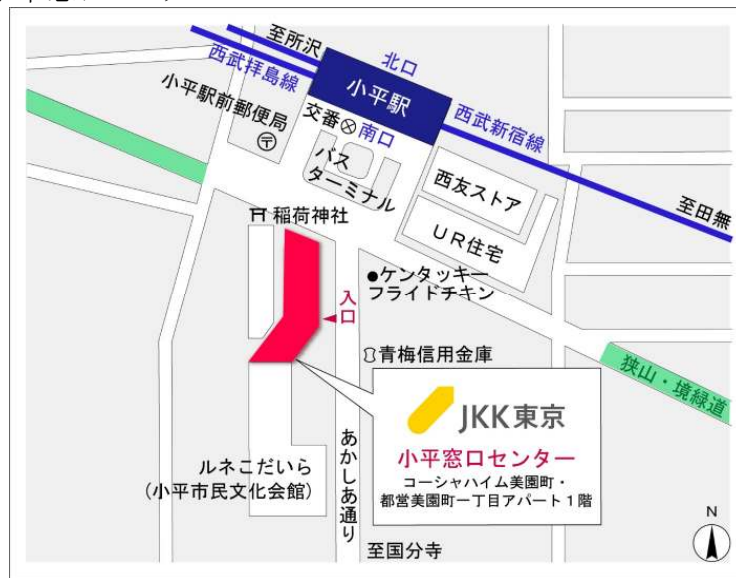 至所沢
北口
西武拝島線
小平駅
小平駅前郵便局
交番
南口
西武新宿線
バス
ターミナル
西友ストア
至田無
UR住宅
稲荷神社
ケンタッキー
フライドチキン
入口
青梅信用金庫
狭山・境緑道
JKK東京
小平窓口センター
コーシャハイム美園町・
都営美園町一丁目アパート1階
あかしあ通り
ルネこだいら
(小平市民文化会館)
至国分寺
N